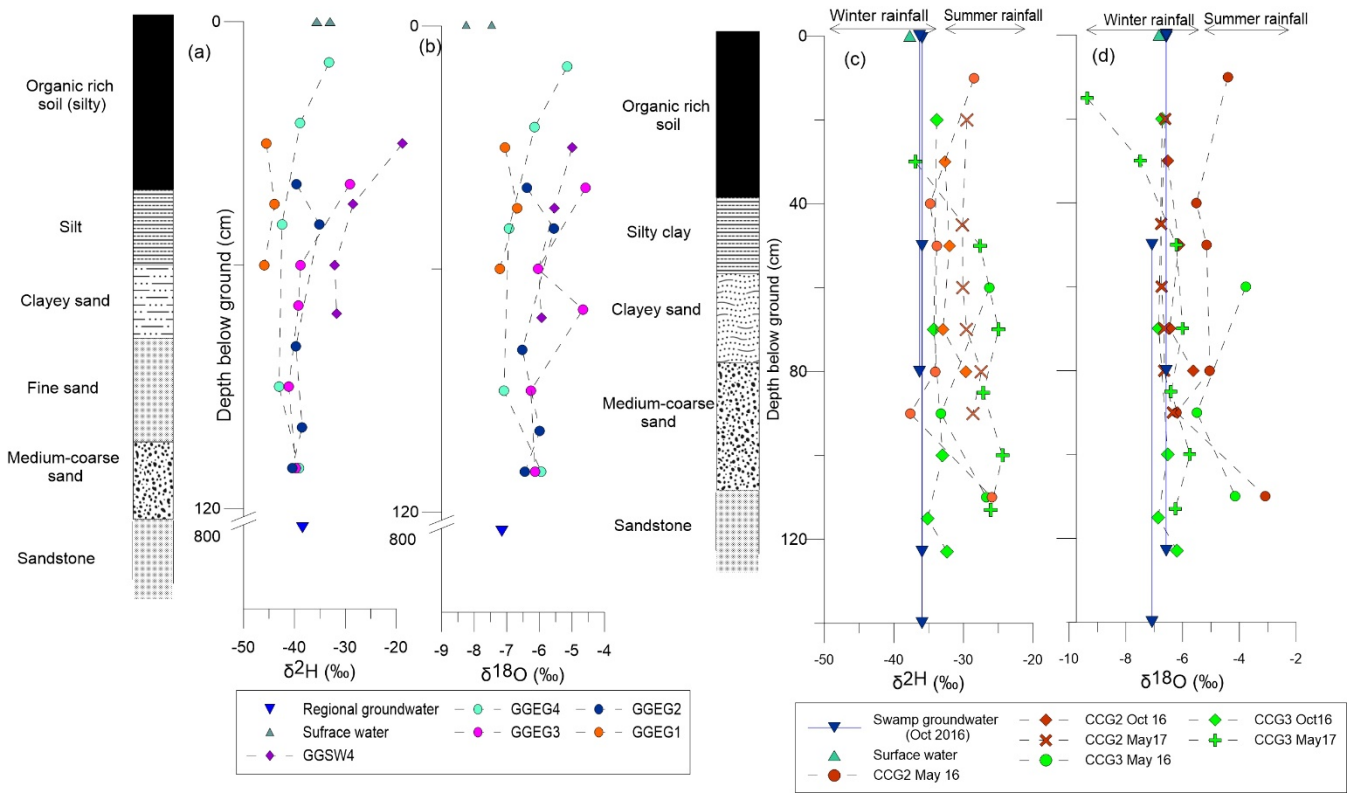 Organic rich
soil (silty)
Silt
Clayey sand
Fine sand
Medium-coarse
sand
Sandstone
Depth below ground (cm)
0
120
800
(a)
-50 -40 -30 -20
δ2H (‰)
0
120
800
(b)
-9 -8 -7 -6 -5 -4
δ18O (‰)
Regional groundwater
Sufrace water
GGSW4
GGEG4
GGEG3
GGEG2
GGEG1
Organic rich
soil
Silty clay
Clayey sand
Medium-coarse
sand
Sandstone
Depth below ground (cm)
Winter rainfall Summer rainfall
0
40
80
120
(c)
-50 -40 -30 -20
δ2H (‰)
Winter rainfall Summer rainfall
(d)
-10 -8 -6 -4 -2
δ18O (‰)
Swamp groundwater
(Oct 2016)
Surface water
CCG2 May 16
CCG2 Oct 16
CCG2 May17
CCG3 May 16
CCG3 Oct16
CCG3 May17